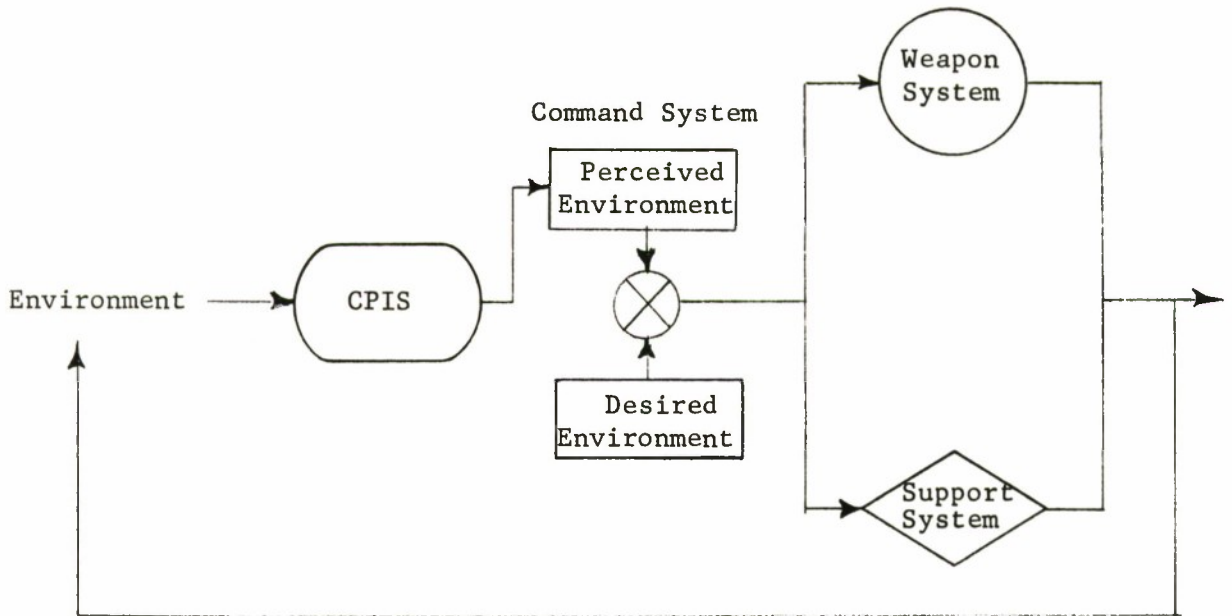 Weapon
System
Command System
Perceived
Environment
Environment
CPIS
Desired
Environment
Support
System